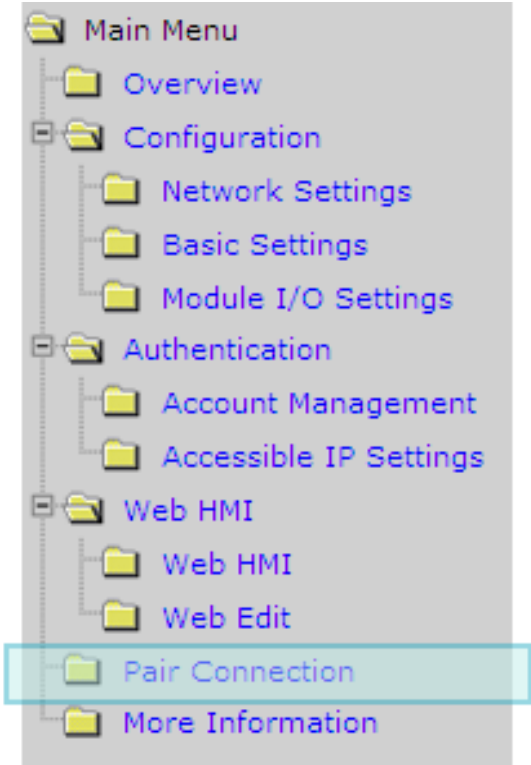 Main Menu
Overview
Configuration
Network Settings
Basic Settings
Module I/O Settings
Authentication
Account Management
Accessible IP Settings
Web HMI
Web HMI
Web Edit
Pair Connection
More Information